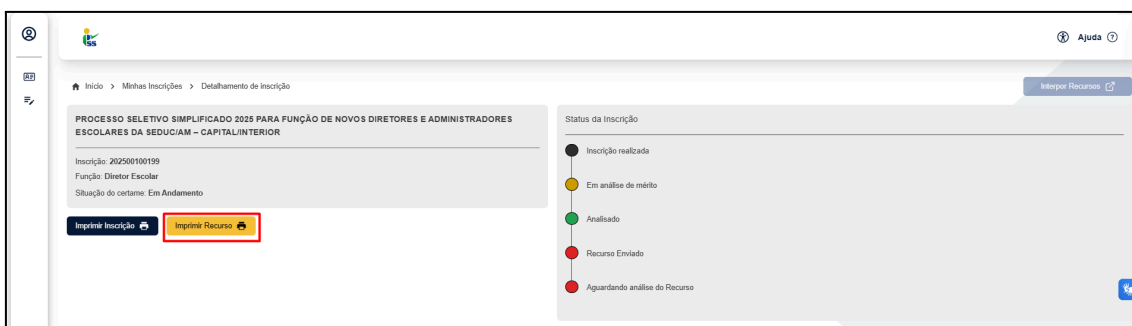 PSS
Ajuda
Início > Minhas Inscrições > Detalhamento de inscrição
Interpor Recursos
PROCESSO SELETIVO SIMPLIFICADO 2025 PARA FUNÇÃO DE NOVOS DIRETORES E ADMINISTRADORES
ESCOLARES DA SEDUC/AM – CAPITAL/INTERIOR
Inscrição: 202500100199
Função: Diretor Escolar
Situação do certame: Em Andamento
Imprimir Inscrição
Imprimir Recurso
Status da Inscrição
Inscrição realizada
Em análise de mérito
Analisado
Recurso Enviado
Aguardando análise do Recurso